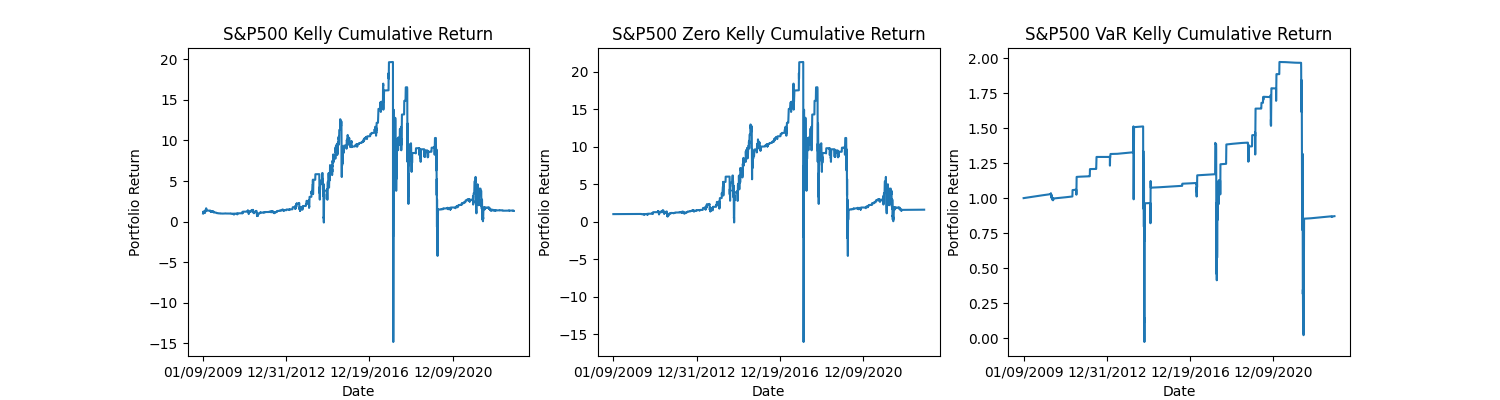 S&P500 Kelly Cumulative Return
20
15
10
5
0
−5
−10
−15
Portfolio Return
01/09/2009 12/31/2012 12/19/2016 12/09/2020
Date
S&P500 Zero Kelly Cumulative Return
20
15
10
5
0
−5
−10
−15
Portfolio Return
01/09/2009 12/31/2012 12/19/2016 12/09/2020
Date
S&P500 VaR Kelly Cumulative Return
2.00
1.75
1.50
1.25
1.00
0.75
0.50
0.25
0.00
Portfolio Return
01/09/2009 12/31/2012 12/19/2016 12/09/2020
Date